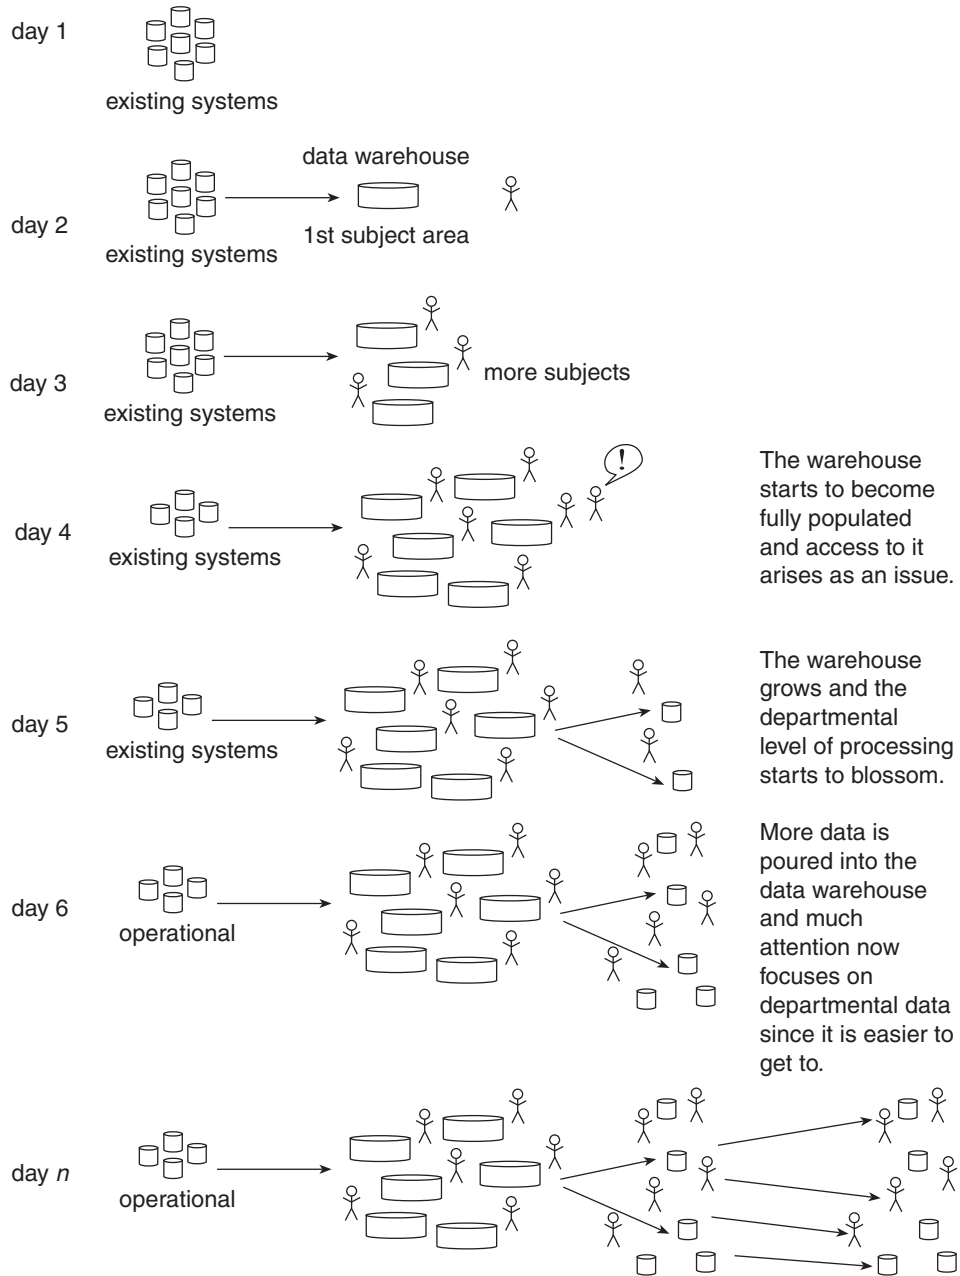 day 1
existing systems
data warehouse
day 2
1st subject area
existing systems
day 3
more subjects
existing systems
!
The warehouse
starts to become
fully populated
and access to it
arises as an issue.
day 4
existing systems
The warehouse
grows and the
departmental
level of processing
starts to blossom.
day 5
existing systems
More data is
poured into the
data warehouse
and much
attention now
focuses on
departmental data
since it is easier to
get to.
day 6
operational
day n
operational